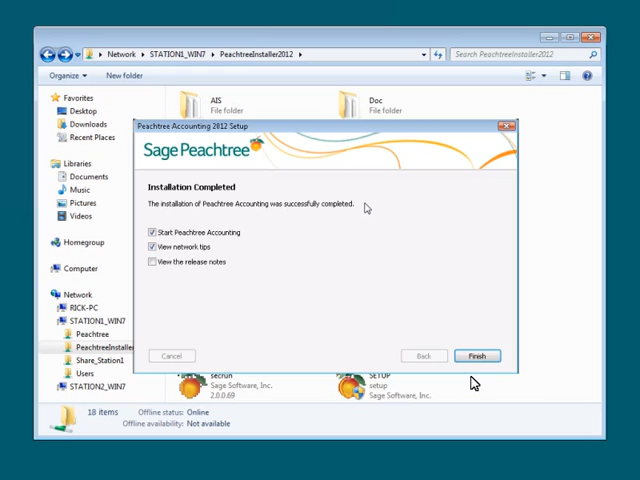 Network ▸ STATION1_WIN7 ▸ PeachtreeInstaller2012 ▸
Search PeachtreeInstaller2012
Organize
New folder
Favorites
Desktop
Downloads
Recent Places
Libraries
Documents
Music
Pictures
Videos
Homegroup
Computer
Network
RICK-PC
STATION1_WIN7
Peachtree
PeachtreeInstaller
Share_Station1
Users
STATION2_WIN7
AIS
File folder
Doc
File folder
Peachtree Accounting 2012 Setup
Sage Peachtree
Installation Completed
The installation of Peachtree Accounting was successfully completed.
Start Peachtree Accounting
View network tips
View the release notes
Cancel
Back
Finish
secrun
Sage Software, Inc.
2.0.0.69
SETUP
setup
Sage Software, Inc.
18 items
Offline status: Online
Offline availability: Not available